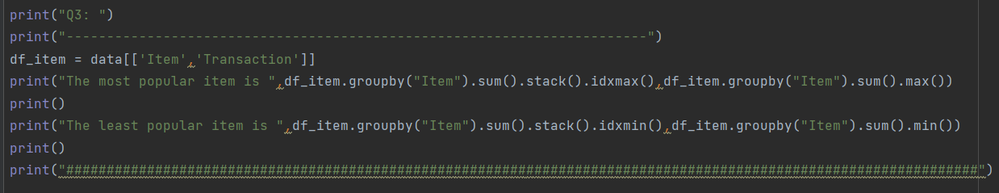 print("Q3: ")
print("------------------------------------------------------------------------")
df_item = data[['Item','Transaction']]
print("The most popular item is ",df_item.groupby("Item").sum().stack().idxmax(),df_item.groupby("Item").sum().max())
print()
print("The least popular item is ",df_item.groupby("Item").sum().stack().idxmin(),df_item.groupby("Item").sum().min())
print()
print("#################################################################################################################")